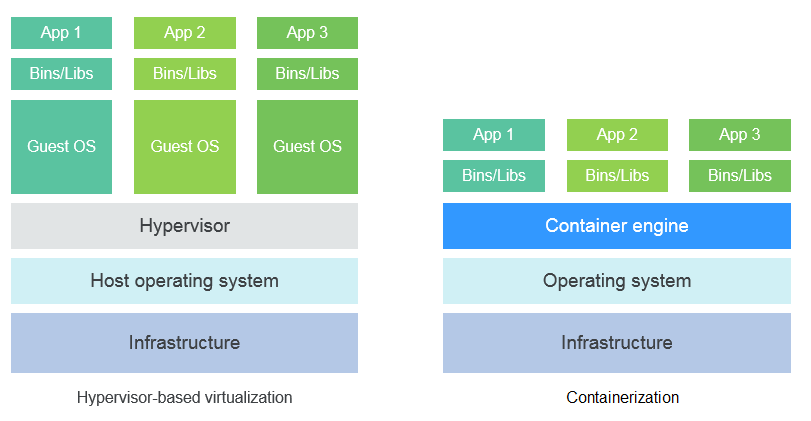 App 1
App 2
App 3
Bins/Libs
Bins/Libs
Bins/Libs
Guest OS
Guest OS
Guest OS
Hypervisor
Host operating system
Infrastructure
Hypervisor-based virtualization
App 1
App 2
App 3
Bins/Libs
Bins/Libs
Bins/Libs
Container engine
Operating system
Infrastructure
Containerization